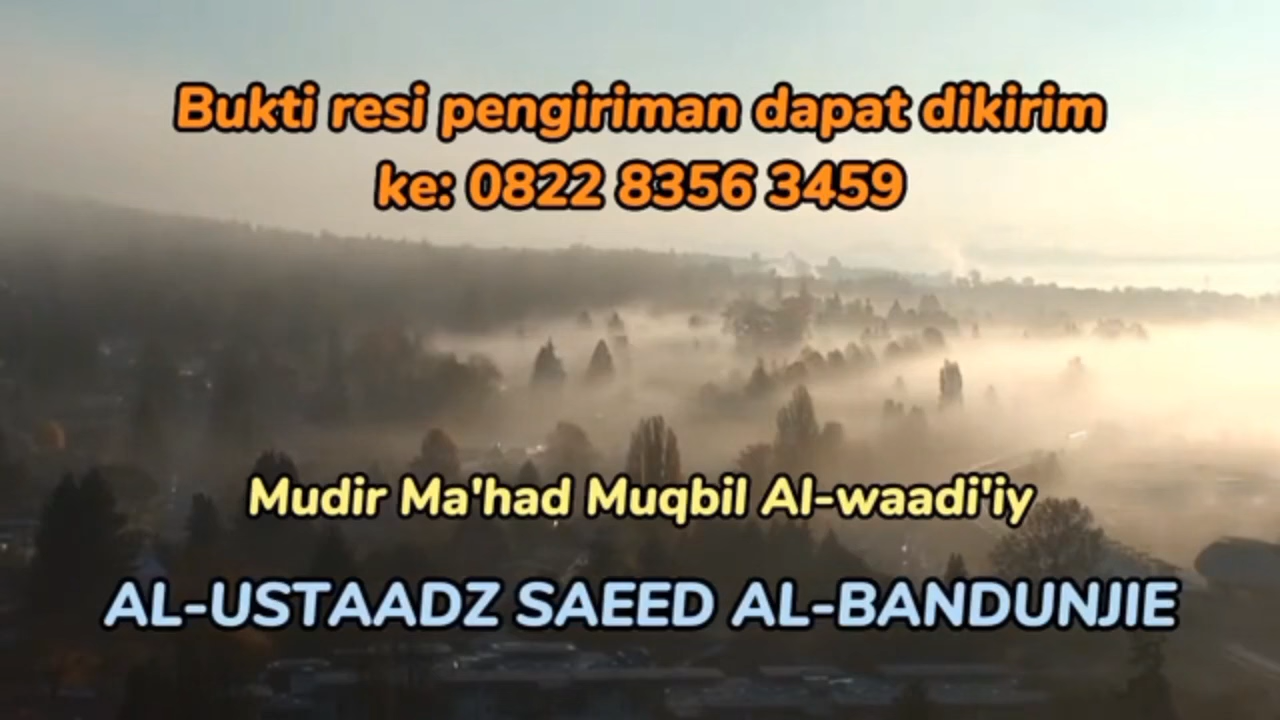 Bukti resi pengiriman dapat dikirim
ke: 0822 8356 3459
Mudir Ma'had Muqbil Al-waadi'iy
AL-USTAADZ SAEED AL-BANDUNJIE